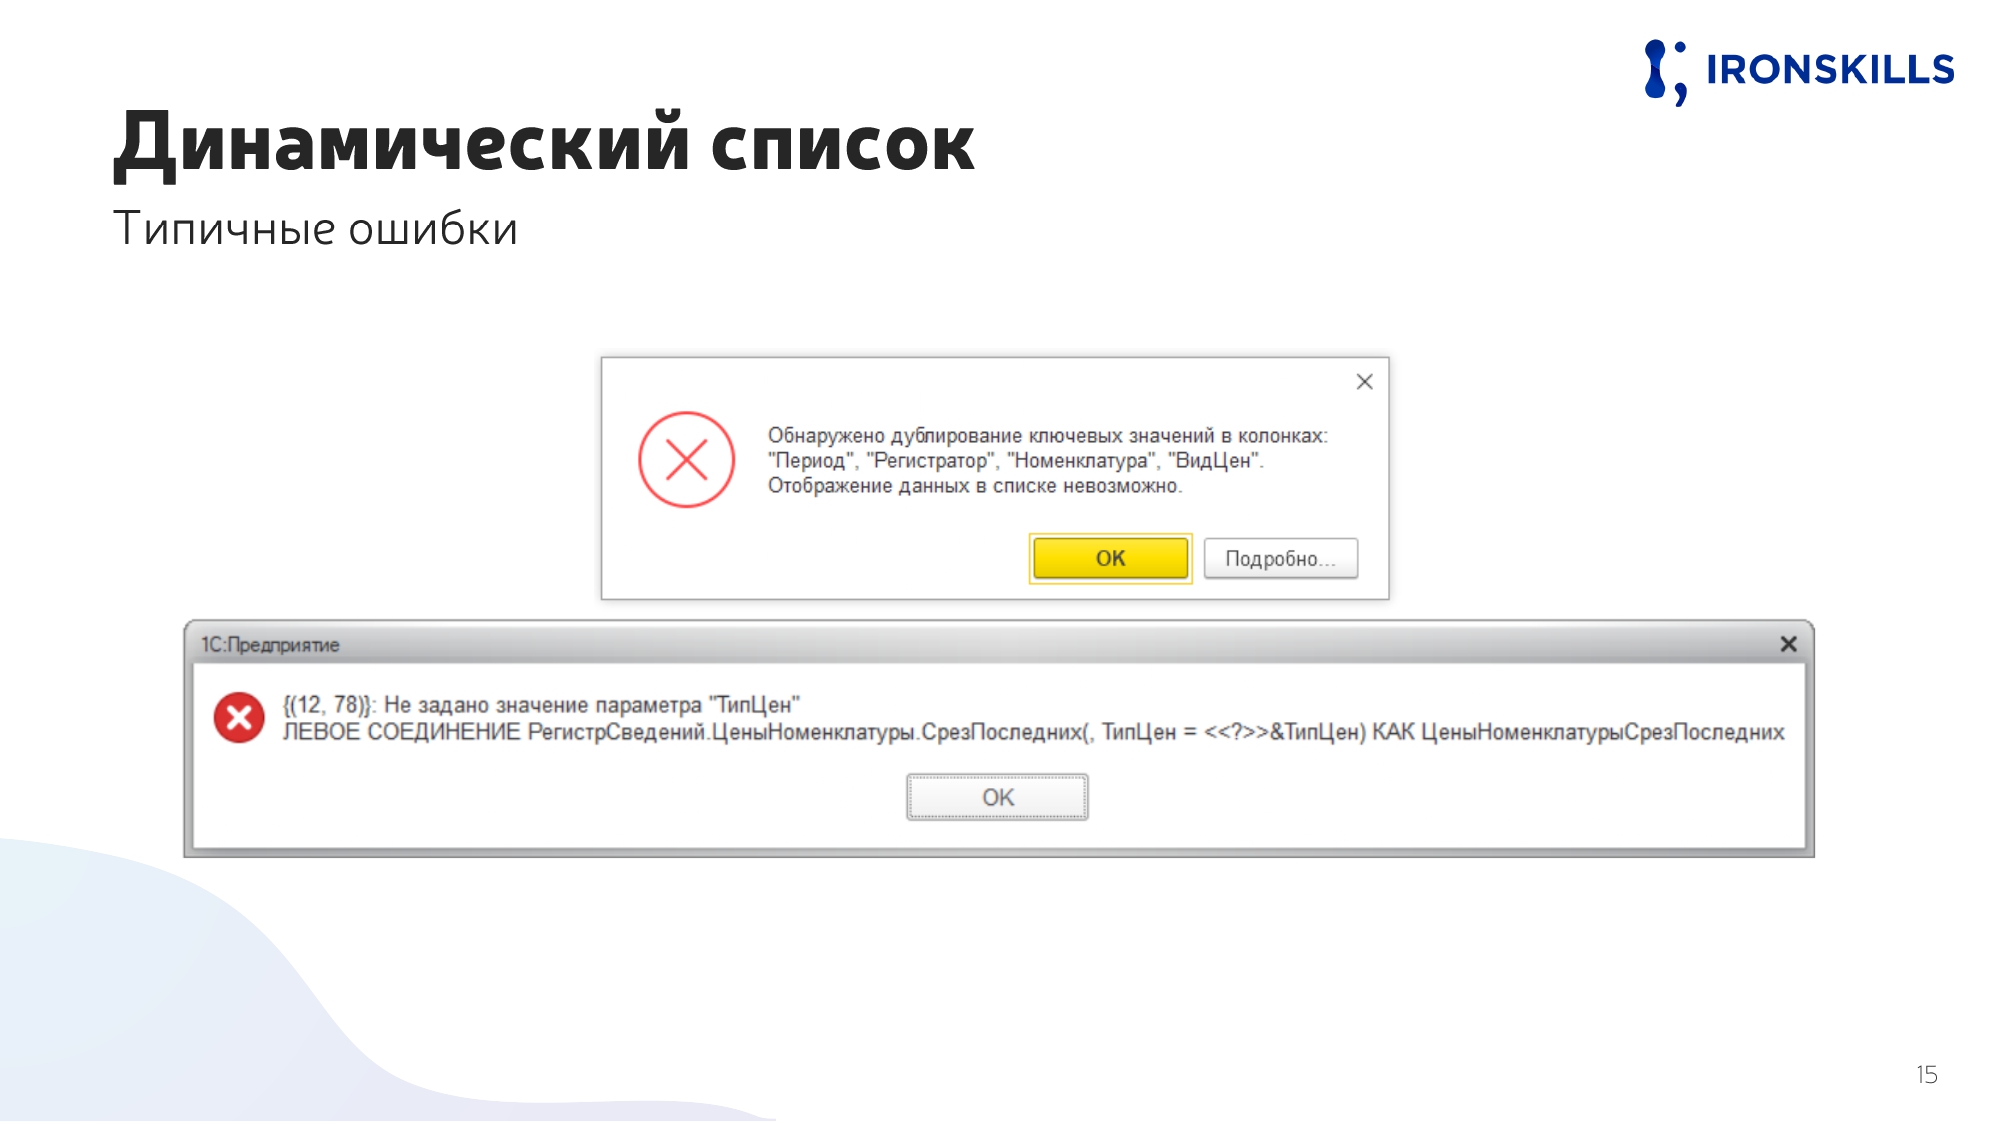 IRONSKILLS
Динамический список
Типичные ошибки
Обнаружено дублирование ключевых значений в колонках:
"Период", "Регистратор", "Номенклатура", "ВидЦен".
Отображение данных в списке невозможно.
ОК
Подробно...
1С:Предприятие
{(12, 78)}: Не задано значение параметра "ТипЦен"
ЛЕВОЕ СОЕДИНЕНИЕ РегистрСведений.ЦеныНоменклатуры.СрезПоследних(, ТипЦен = <<?>>&ТипЦен) КАК ЦеныНоменклатурыСрезПоследних
ОК
15